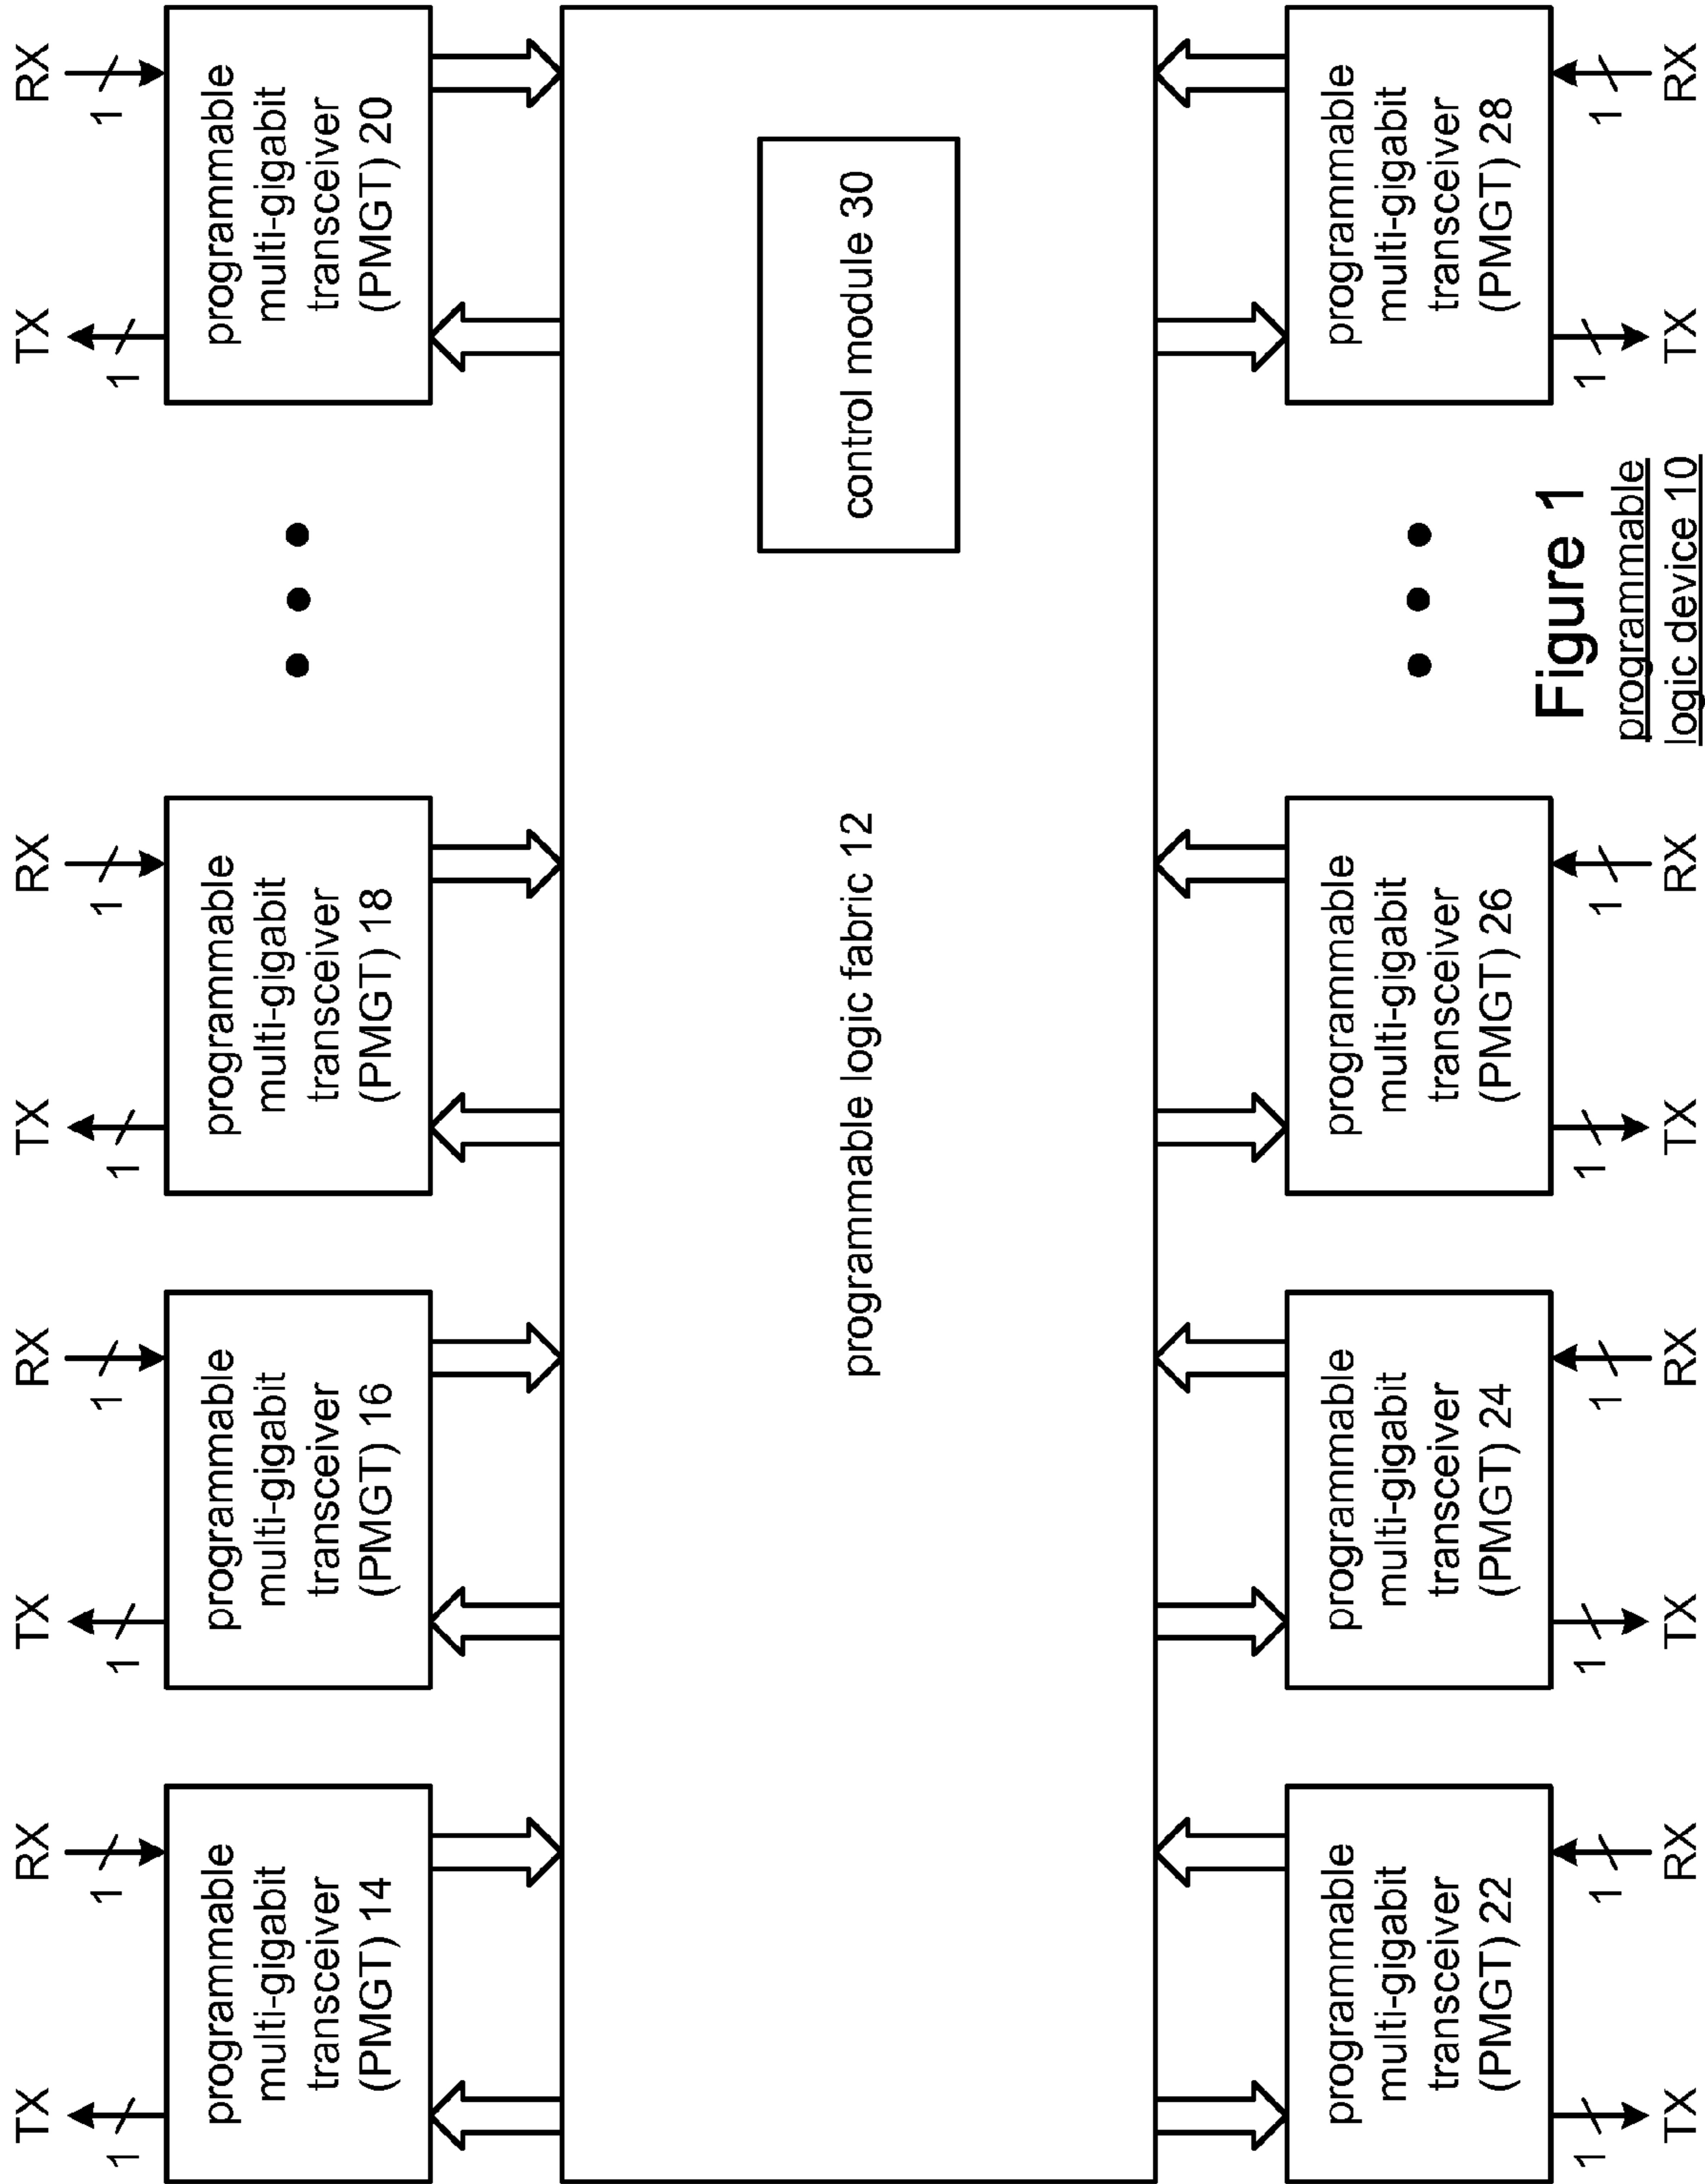 TX
RX
TX
RX
TX
RX
TX
RX
1
1
1
1
1
1
1
1
programmable
multi-gigabit
transceiver
(PMGT) 14
programmable
multi-gigabit
transceiver
(PMGT) 16
programmable
multi-gigabit
transceiver
(PMGT) 18
programmable
multi-gigabit
transceiver
(PMGT) 20
programmable logic fabric 12
control module 30
programmable
multi-gigabit
transceiver
(PMGT) 22
programmable
multi-gigabit
transceiver
(PMGT) 24
programmable
multi-gigabit
transceiver
(PMGT) 26
programmable
multi-gigabit
transceiver
(PMGT) 28
1
1
1
1
1
1
1
1
TX
RX
TX
RX
TX
RX
TX
RX
Figure 1
programmable
logic device 10